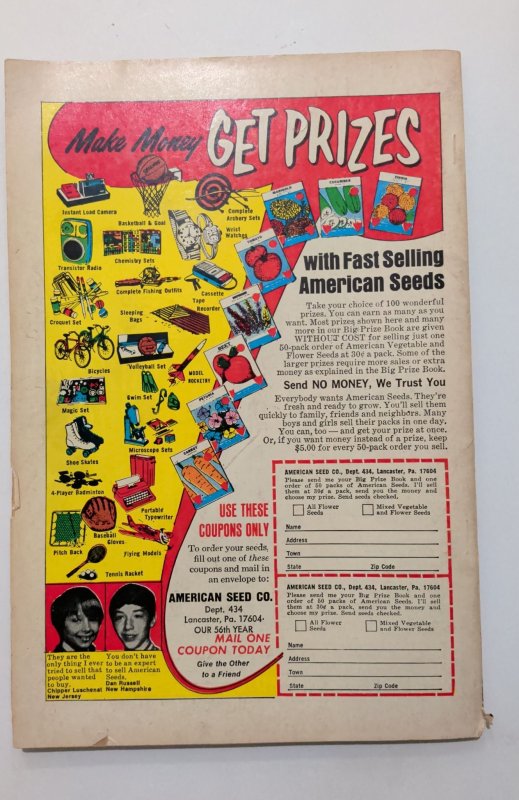 Make Money GET PRIZES
Instant Load Camera
Basketball & Goal
Complete
Archery Sets
Wrist
Watches
Transistor Radio
Chemistry Sets
Complete Fishing Outfits
Cassette
Tape
Recorder
Croquet Set
Sleeping
Bags
Bicycles
Volleyball Set
MODEL
ROCKETRY
Magic Set
Swim Set
Shoe Skates
Microscope Sets
4-Player Badminton
Portable
Typewriter
Baseball
Gloves
Pitch Back
Flying Models
Tennis Racket
MARIGOLD
CUCUMBER
ZINNIA
TOMATO
BEET
PETUNIA
CARROT
with Fast Selling
American Seeds
Take your choice of 100 wonderful
prizes. You can earn as many as you
want. Most prizes shown here and many
more in our Big Prize Book are given
WITHOUT COST for selling just one
50-pack order of American Vegetable and
Flower Seeds at 30¢ a pack. Some of the
larger prizes require more sales or extra
money as explained in the Big Prize Book.
Send NO MONEY, We Trust You
Everybody wants American Seeds. They're
fresh and ready to grow. You'll sell them
quickly to family, friends and neighbors. Many
boys and girls sell their packs in one day.
You can, too — and get your prize at once.
Or, if you want money instead of a prize, keep
$5.00 for every 50-pack order you sell.
USE THESE
COUPONS ONLY
To order your seeds,
fill out one of these
coupons and mail in
an envelope to:
AMERICAN SEED CO.
Dept. 434
Lancaster, Pa. 17604
OUR 56th YEAR
MAIL ONE
COUPON TODAY
Give the Other
to a Friend
They are the
only thing I ever
tried to sell that
people wanted
to buy.
Chipper Luschenat
New Jersey
You don't have
to be an expert
to sell American
Seeds.
Dan Russell
New Hampshire
AMERICAN SEED CO., Dept. 434, Lancaster, Pa. 17604
Please send me your Big Prize Book and one
order of 50 packs of American Seeds. I'll sell
them at 30¢ a pack, send you the money and
choose my prize. Send seeds checked.
All Flower
Seeds
Mixed Vegetable
and Flower Seeds
Name
Address
Town
State Zip Code
AMERICAN SEED CO., Dept. 434, Lancaster, Pa. 17604
Please send me your Big Prize Book and one
order of 50 packs of American Seeds. I'll sell
them at 30¢ a pack, send you the money and
choose my prize. Send seeds checked.
All Flower
Seeds
Mixed Vegetable
and Flower Seeds
Name
Address
Town
State Zip Code